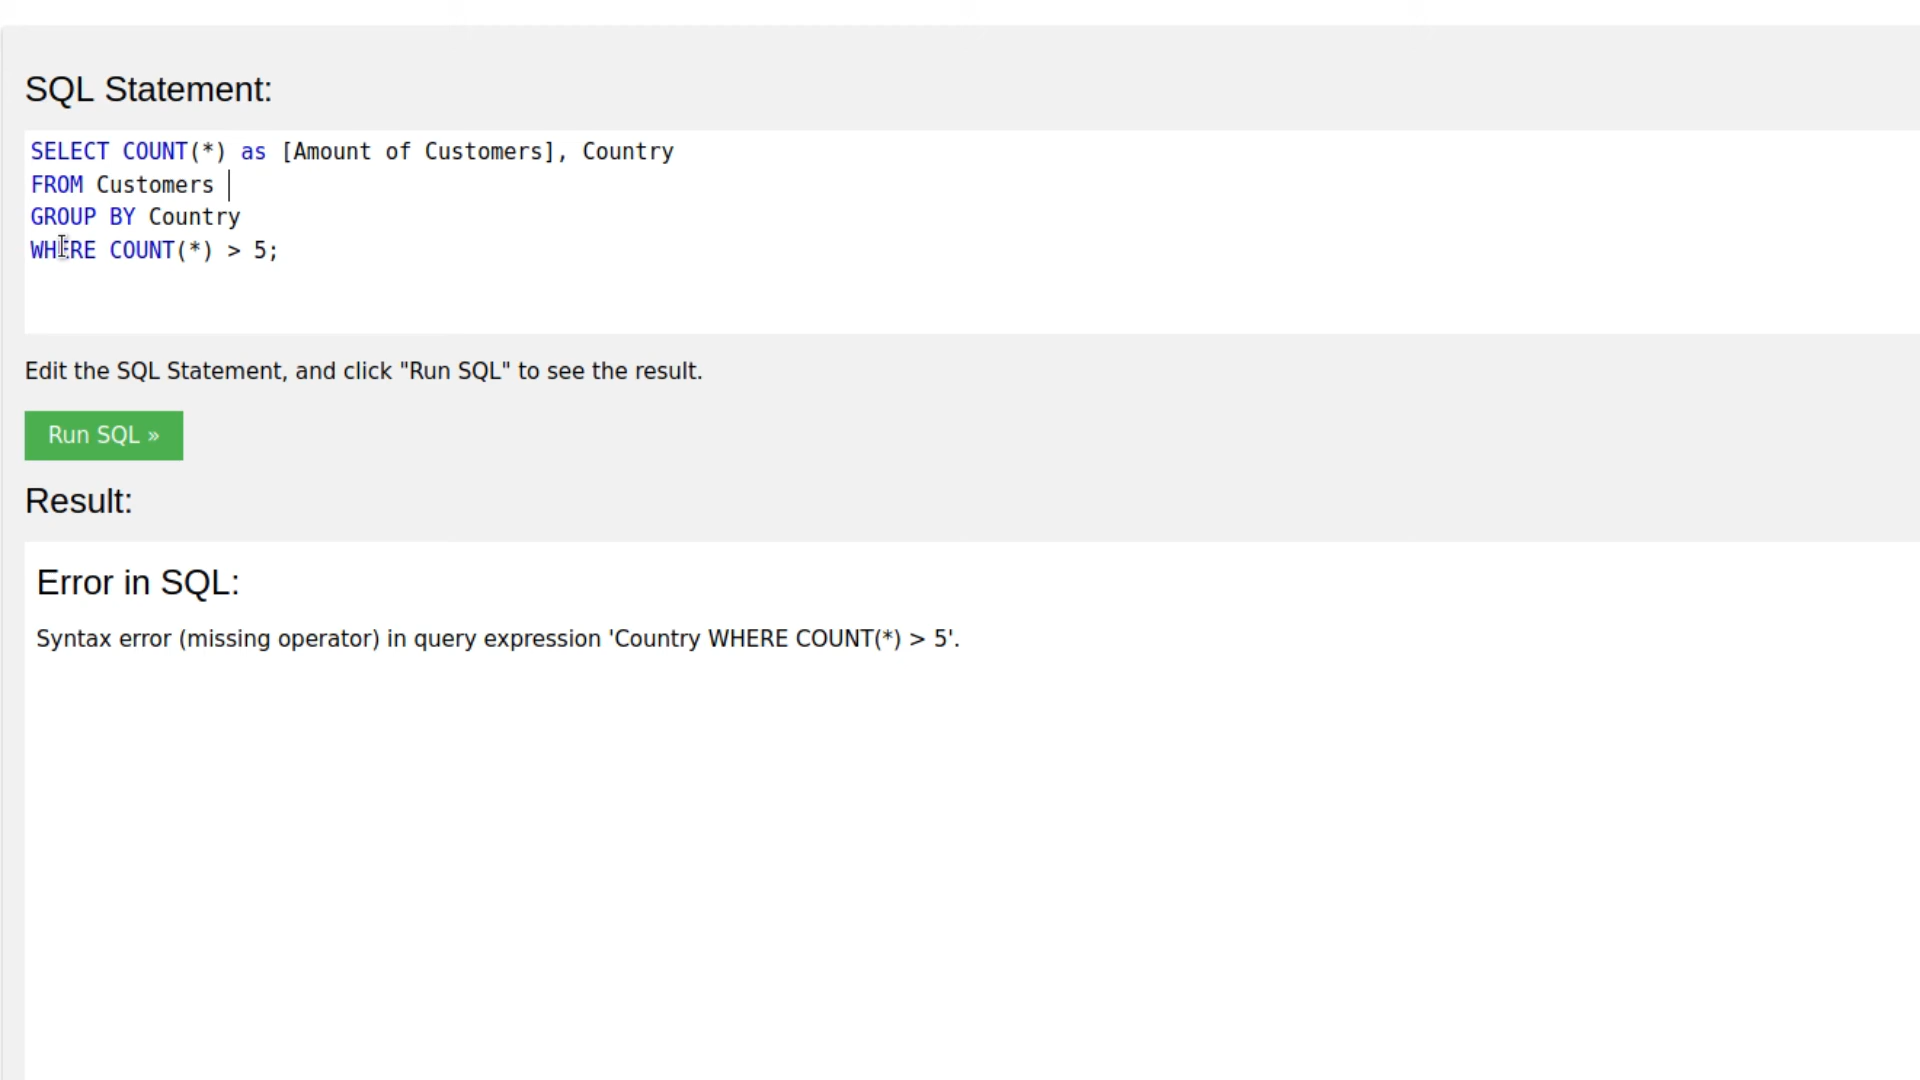 SQL Statement:
SELECT COUNT(*) as [Amount of Customers], Country
FROM Customers
GROUP BY Country
WHERE COUNT(*) > 5;
Edit the SQL Statement, and click "Run SQL" to see the result.
Run SQL »
Result:
Error in SQL:
Syntax error (missing operator) in query expression 'Country WHERE COUNT(*) > 5'.